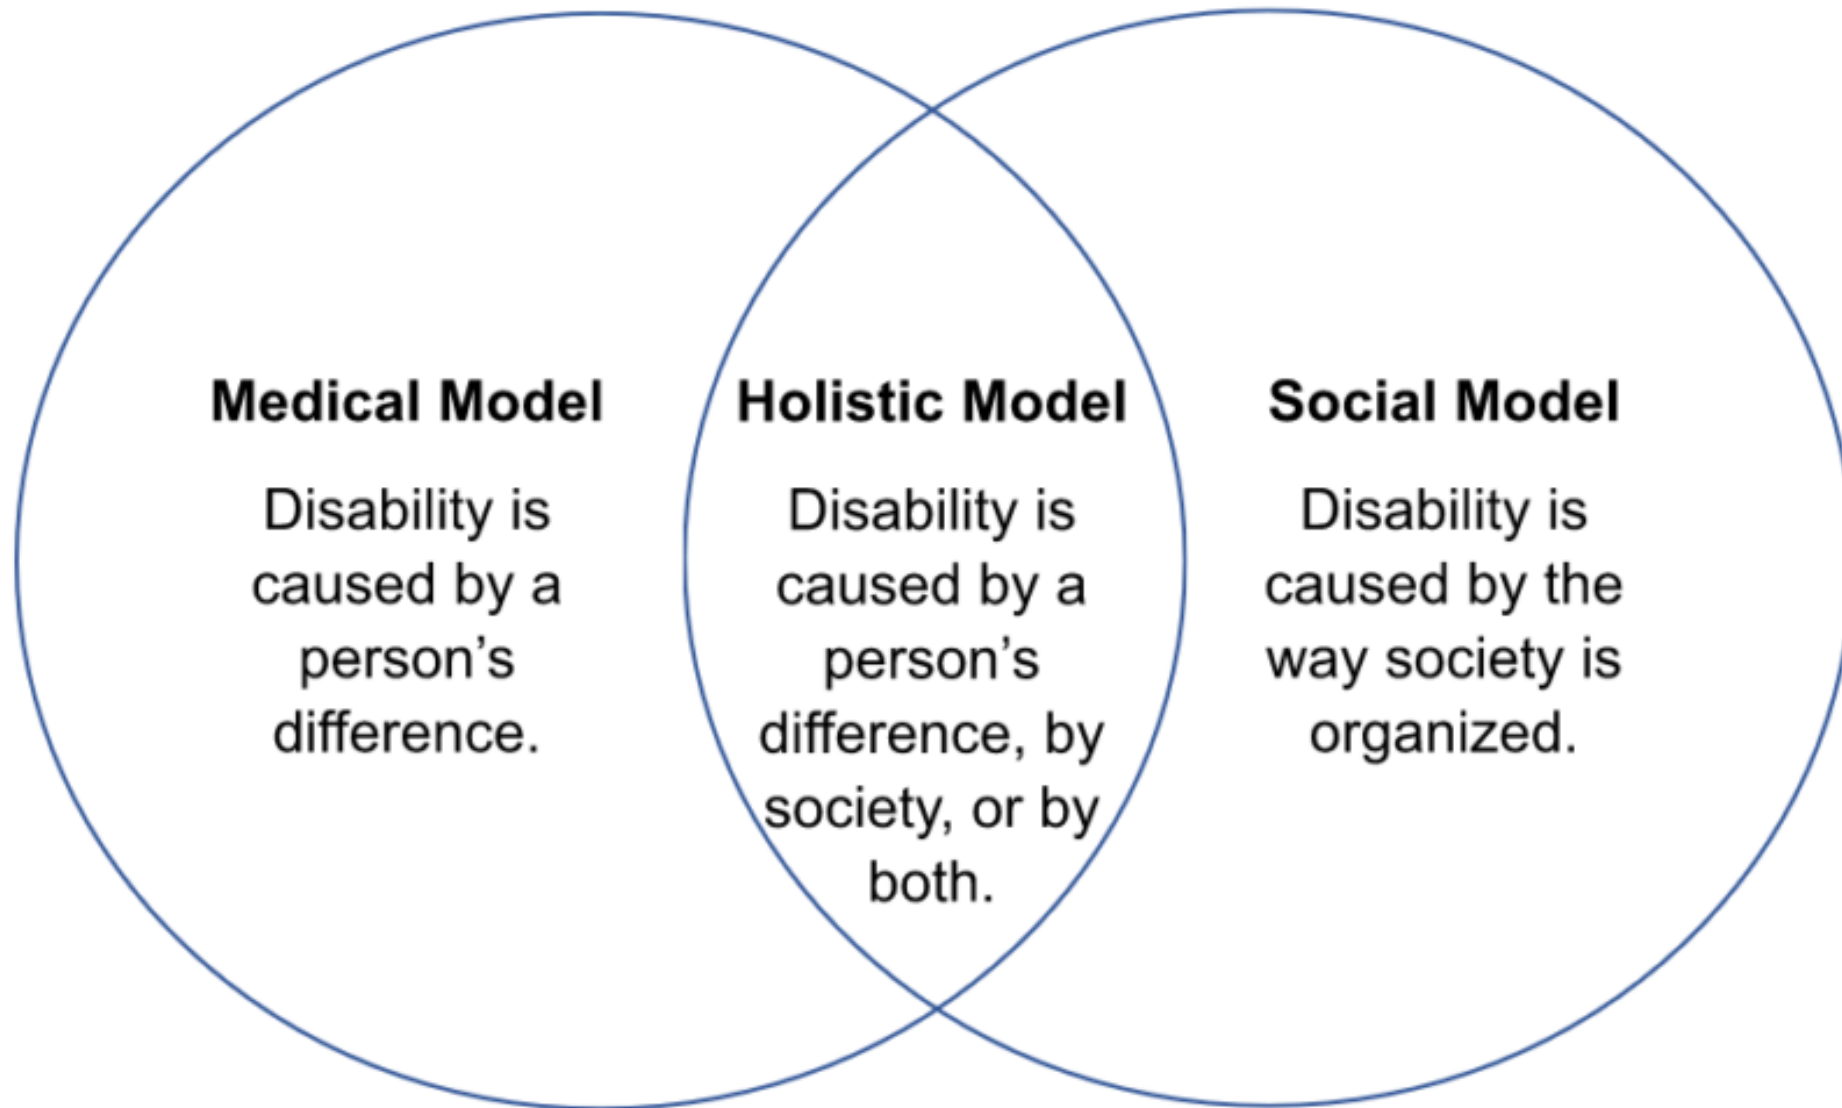 Medical Model
Disability is
caused by a
person’s
difference.
Holistic Model
Disability is
caused by a
person’s
difference, by
society, or by
both.
Social Model
Disability is
caused by the
way society is
organized.